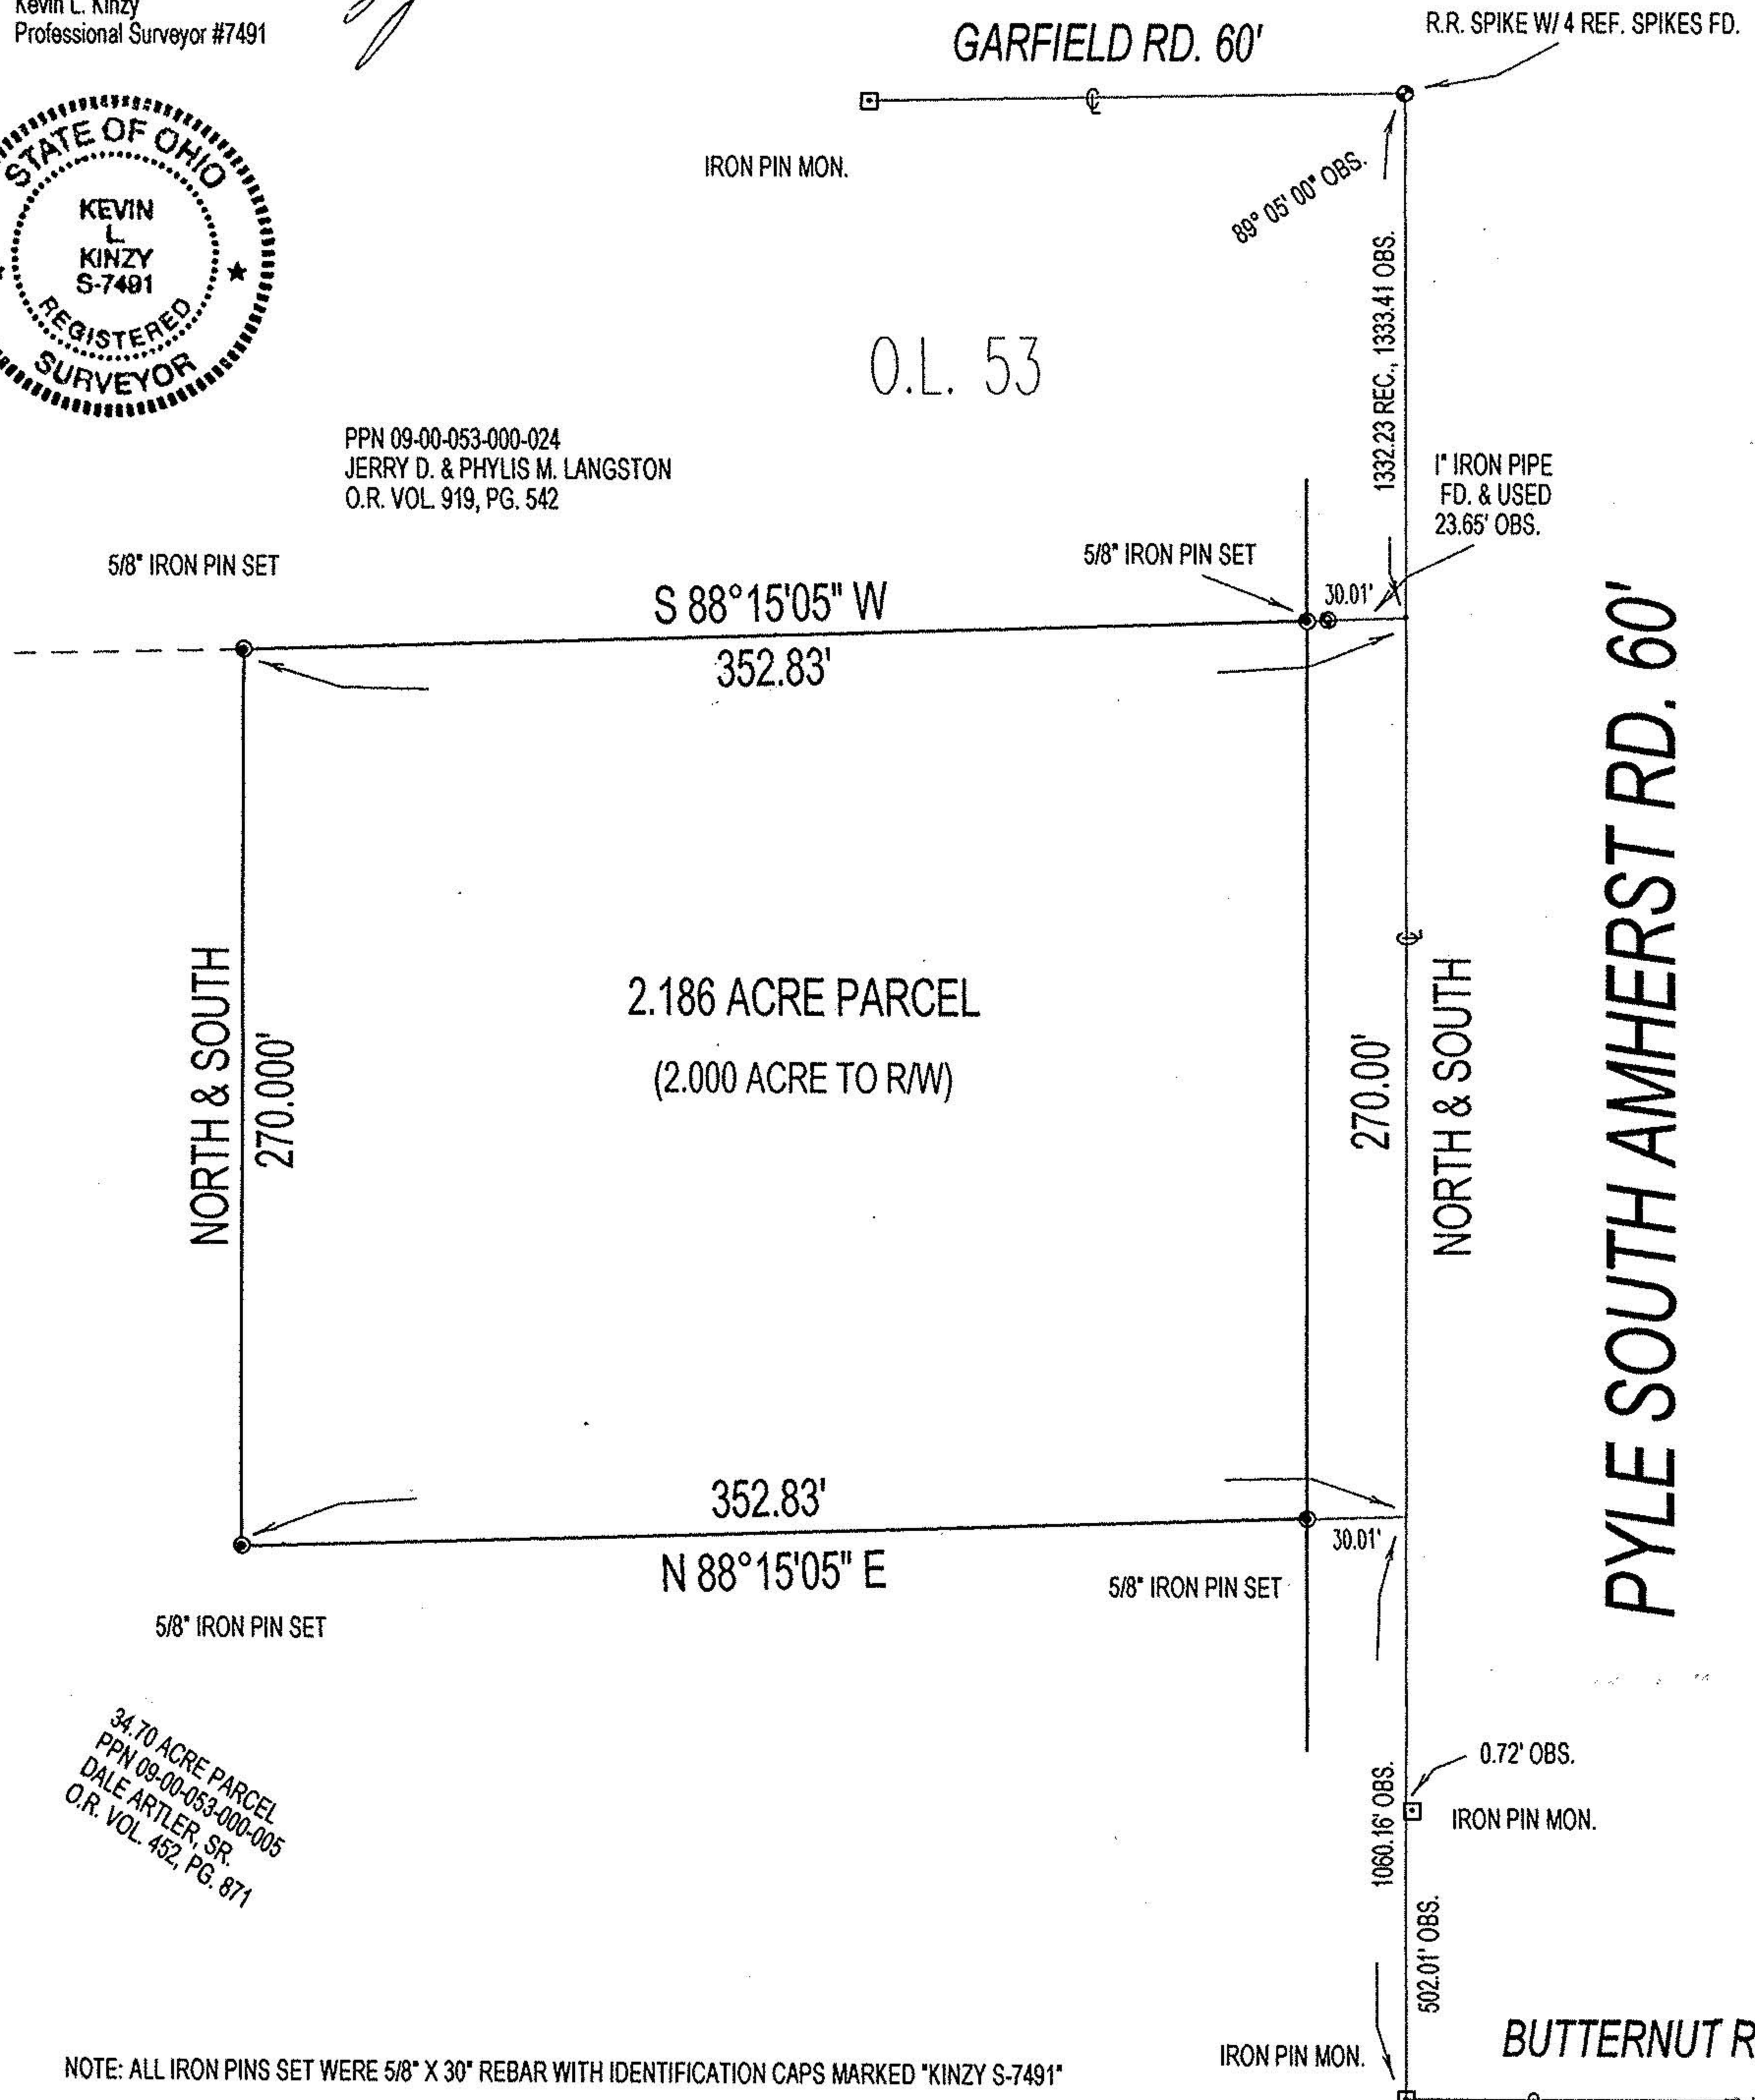 Kevin L. Kinzy
Professional Surveyor #7491
GARFIELD RD. 60'
R.R. SPIKE W/ 4 REF. SPIKES FD.
STATE OF OHIO
KEVIN
L.
KINZY
S-7491
REGISTERED
SURVEYOR
IRON PIN MON.
89° 05' 00" OBS.
1332.23 REC., 1333.41 OBS.
O.L. 53
PPN 09-00-053-000-024
JERRY D. & PHYLIS M. LANGSTON
O.R. VOL. 919, PG. 542
1" IRON PIPE
FD. & USED
23.65' OBS.
5/8" IRON PIN SET
5/8" IRON PIN SET
30.01'
S 88°15'05" W
352.83'
PYLE SOUTH AMHERST RD. 60'
NORTH & SOUTH
270.000'
2.186 ACRE PARCEL
(2.000 ACRE TO R/W)
270.00'
NORTH & SOUTH
352.83'
N 88°15'05" E
30.01'
5/8" IRON PIN SET
5/8" IRON PIN SET
34.70 ACRE PARCEL
PPN 09-00-053-000-005
DALE ARTLER, SR.
O.R. VOL. 452, PG. 871
0.72' OBS.
IRON PIN MON.
1060.16' OBS.
502.01' OBS.
BUTTERNUT R
IRON PIN MON.
NOTE: ALL IRON PINS SET WERE 5/8" X 30" REBAR WITH IDENTIFICATION CAPS MARKED "KINZY S-7491"